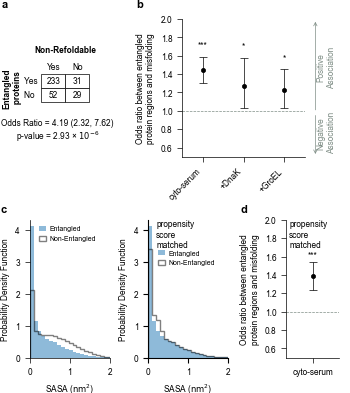 a
Non-Refoldable
Entangled
proteins
Yes No
Yes 233 31
No 52 29
Odds Ratio = 4.19 (2.32, 7.62)
p-value = 2.93 × 10⁻⁶
b
Odds ratio between entangled
protein regions and misfolding
2.0
1.8
1.6
1.4
1.2
1.0
0.8
0.6
***
*
*
cyto-serum
+DnaK
+GroEL
Positive
Association
Negative
Association
c
Probability Density Function
4
3
2
1
0
Entangled
Non-Entangled
0 1 2
SASA (nm²)
Probability Density Function
4
3
2
1
0
propensity
score
matched
Entangled
Non-Entangled
0 1 2
SASA (nm²)
d
Odds ratio between entangled
protein regions and misfolding
2.0
1.8
1.6
1.4
1.2
1.0
0.8
0.6
propensity
score
matched
***
cyto-serum